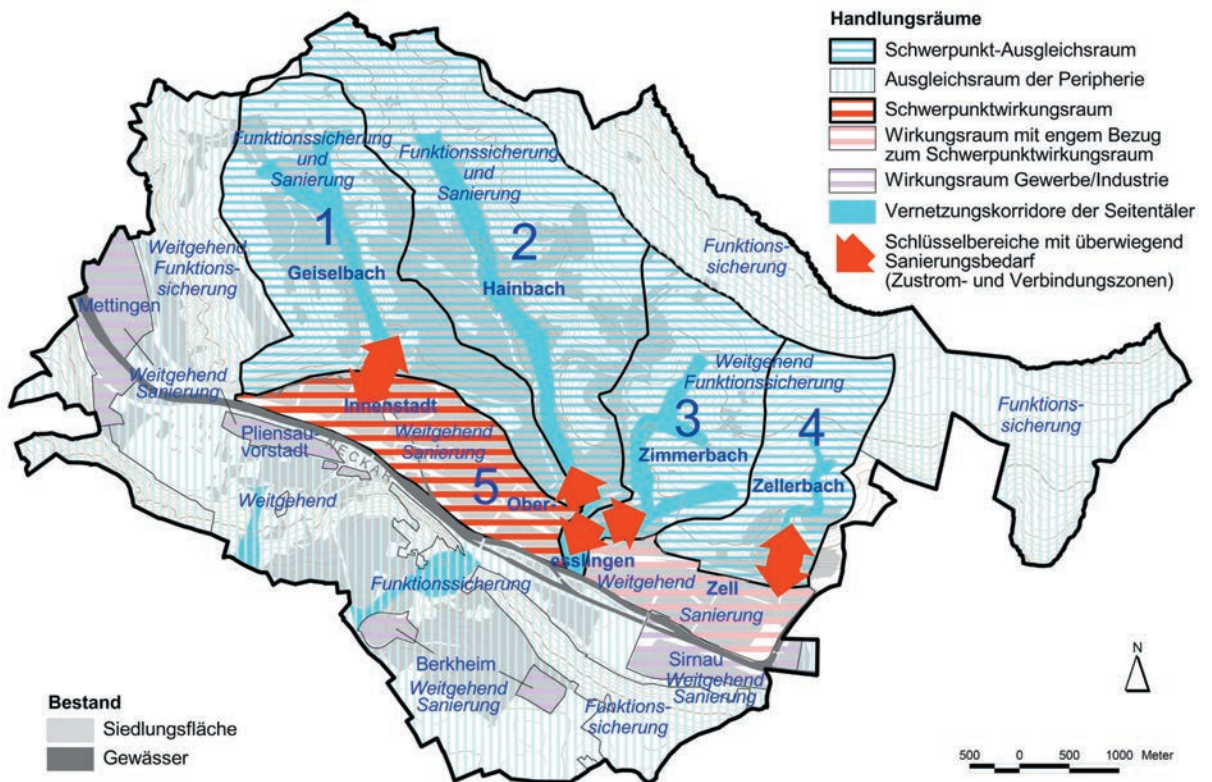 Handlungsräume
Schwerpunkt-Ausgleichsraum
Ausgleichsraum der Peripherie
Schwerpunktwirkungsraum
Wirkungsraum mit engem Bezug
zum Schwerpunktwirkungsraum
Wirkungsraum Gewerbe/Industrie
Vernetzungskorridore der Seitentäler
Schlüsselbereiche mit überwiegend
Sanierungsbedarf
(Zustrom- und Verbindungszonen)
Funktionssicherung
und
Sanierung
1
Geiselbach
Funktionssicherung
und
Sanierung
2
Hainbach
Funktions-
sicherung
Weitgehend
Funktions-
sicherung
Mettingen
Weitgehend
Sanierung
Weitgehend
Funktionssicherung
3
Zimmerbach
4
Zellerbach
Funktions-
sicherung
Innenstadt
Weitgehend
Sanierung
5
Ober-
esslingen
Pliensau-
vorstadt
NECKAR
Weitgehend
Funktionssicherung
Weitgehend
Zell
Sanierung
Berkheim
Weitgehend
Sanierung
Sirnau
Weitgehend
Sanierung
Funktions-
sicherung
Bestand
Siedlungsfläche
Gewässer
N
500 0 500 1000 Meter